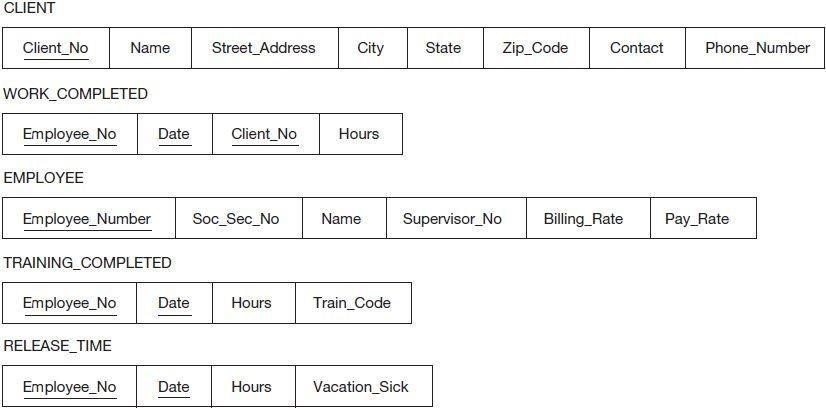 CLIENT
Client_No Name Street_Address City State Zip_Code Contact Phone_Number
WORK_COMPLETED
Employee_No Date Client_No Hours
EMPLOYEE
Employee_Number Soc_Sec_No Name Supervisor_No Billing_Rate Pay_Rate
TRAINING_COMPLETED
Employee_No Date Hours Train_Code
RELEASE_TIME
Employee_No Date Hours Vacation_Sick